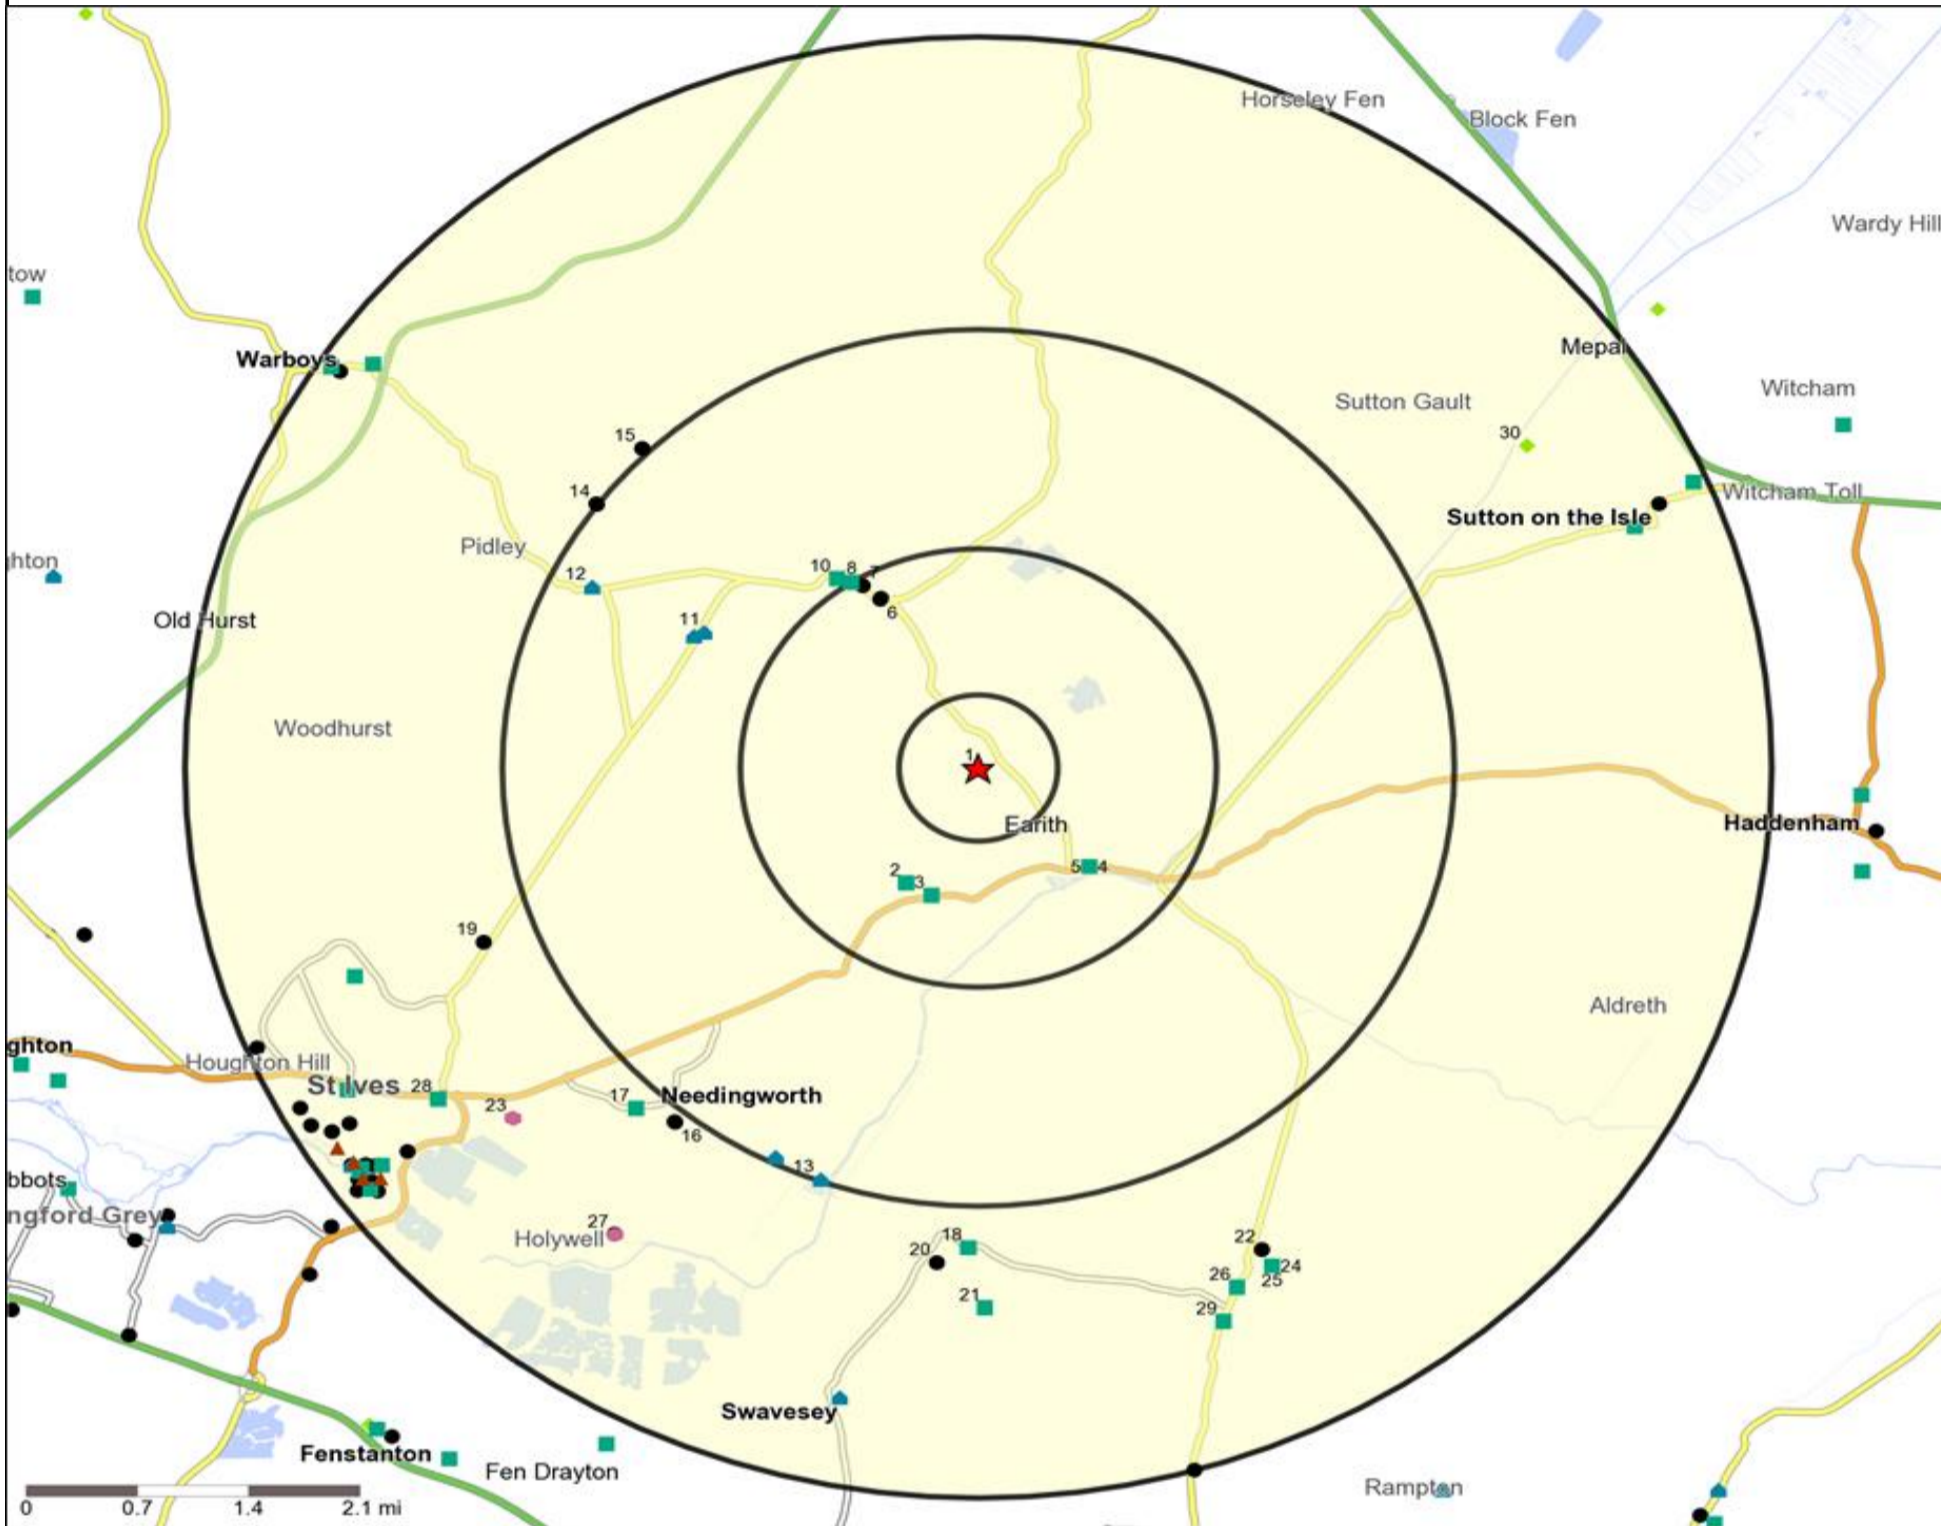 Horseley Fen
Block Fen
Wardy Hill
tow
Mepal
Warboys
Witcham
Sutton Gault
30
15
14
Witcham Toll
Sutton on the Isle
Pidley
ghton
12
10 8 7
6
Old Hurst
11
Woodhurst
1
Earith
Haddenham
2
3
5 4
19
Aldreth
ghton
Houghton Hill
St Ives
28
23
17
Needingworth
16
13
bbots
ngford Grey
27
Holywell
20
18
22
24
25
26
21
29
Swavesey
Fenstanton
Fen Drayton
Rampton
0 0.7 1.4 2.1 mi